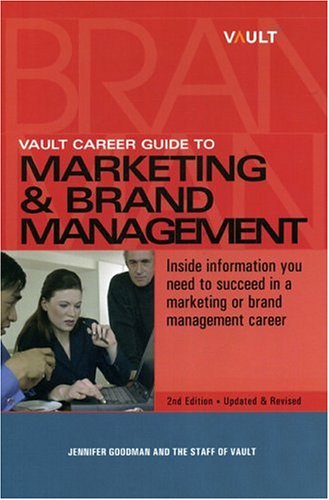 VAULT
BRAN
VAULT CAREER GUIDE TO
MARKETING
& BRAND
MANAGEMENT
Inside information you
need to succeed in a
marketing or brand
management career
2nd Edition • Updated & Revised
JENNIFER GOODMAN AND THE STAFF OF VAULT